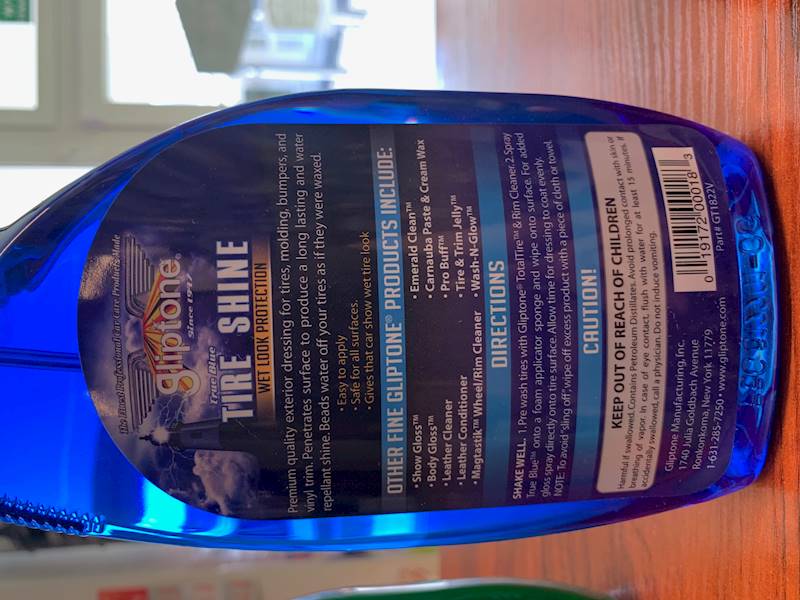 The Finest Professional Car Care Products Made
Gliptone®
Since 1947
True Blue
TIRE SHINE
WET LOOK PROTECTION
Premium quality exterior dressing for tires, molding, bumpers, and
vinyl trim. Penetrates surface to produce a long lasting and water
repellant shine. Beads water off your tires as if they were waxed.
• Easy to apply
• Safe for all surfaces.
• Gives that car show wet tire look
OTHER FINE GLIPTONE® PRODUCTS INCLUDE:
• Show Gloss™
• Body Gloss™
• Leather Cleaner
• Leather Conditioner
• Magtastik™ Wheel/Rim Cleaner
• Emerald Clean™
• Carnauba Paste & Cream Wax
• Pro Buff™
• Tire & Trim Jelly™
• Wash-N-Glow™
DIRECTIONS
SHAKE WELL. 1. Pre wash tires with Gliptone® TotalTire™ & Rim Cleaner. 2. Spray
True Blue™ onto a foam applicator sponge and wipe onto surface. For added
gloss spray directly onto tire surface. Allow time for dressing to coat evenly.
NOTE: To avoid "sling off", wipe off excess product with a piece of cloth or towel.
CAUTION!
KEEP OUT OF REACH OF CHILDREN
Harmful if swallowed. Contains Petroleum Distillates. Avoid prolonged contact with skin or
breathing of vapor. In case of eye contact, flush with water for at least 15 minutes. If
accidentally swallowed, call a physician. Do not induce vomiting.
Gliptone Manufacturing, Inc.
1740 Julia Goldbach Avenue
Ronkonkoma, New York 11779
1-631-285-7250 • www.gliptone.com
0 19172 00018 3
Part# GT1822V